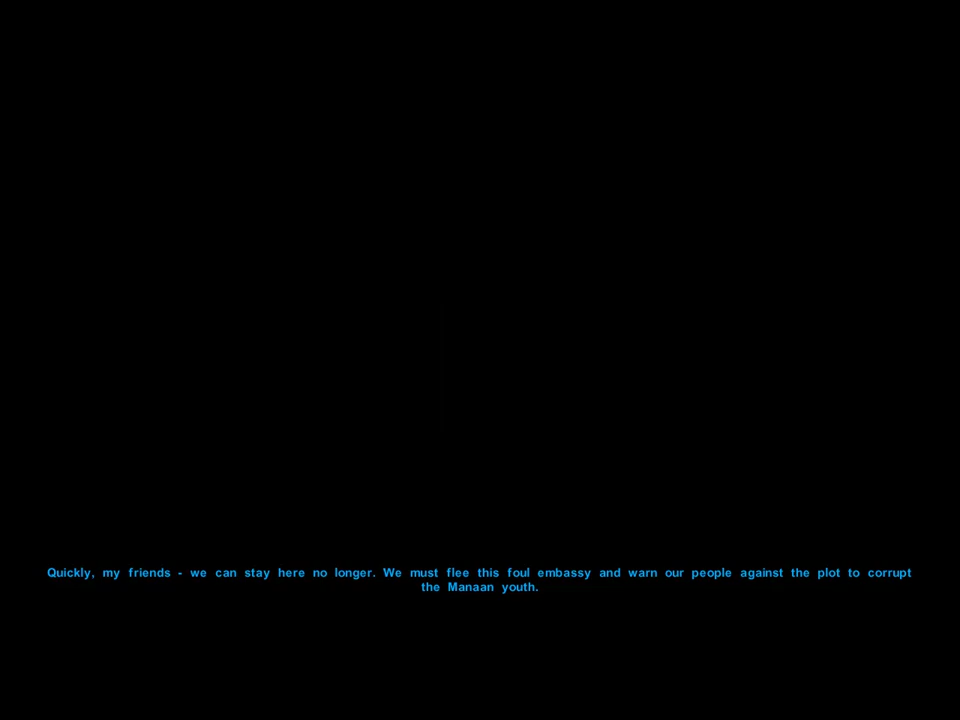 Quickly, my friends - we can stay here no longer. We must flee this foul embassy and warn our people against the plot to corrupt
the Manaan youth.